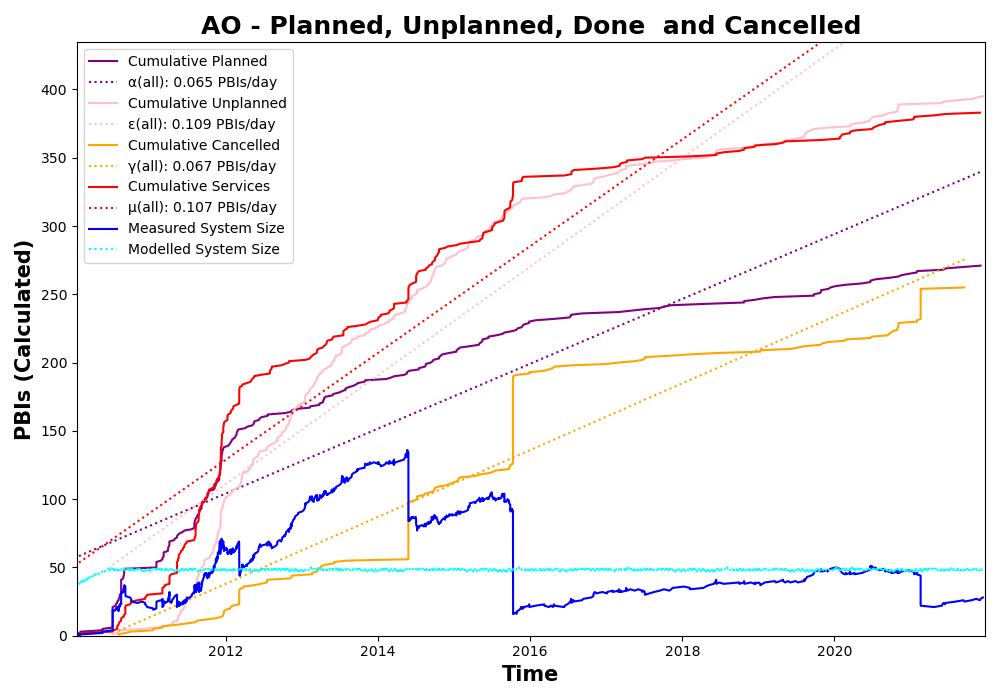 AO - Planned, Unplanned, Done  and Cancelled
Cumulative Planned
α(all): 0.065 PBIs/day
Cumulative Unplanned
ε(all): 0.109 PBIs/day
Cumulative Cancelled
γ(all): 0.067 PBIs/day
Cumulative Services
μ(all): 0.107 PBIs/day
Measured System Size
Modelled System Size
PBIs (Calculated)
400
350
300
250
200
150
100
50
0
2012 2014 2016 2018 2020
Time